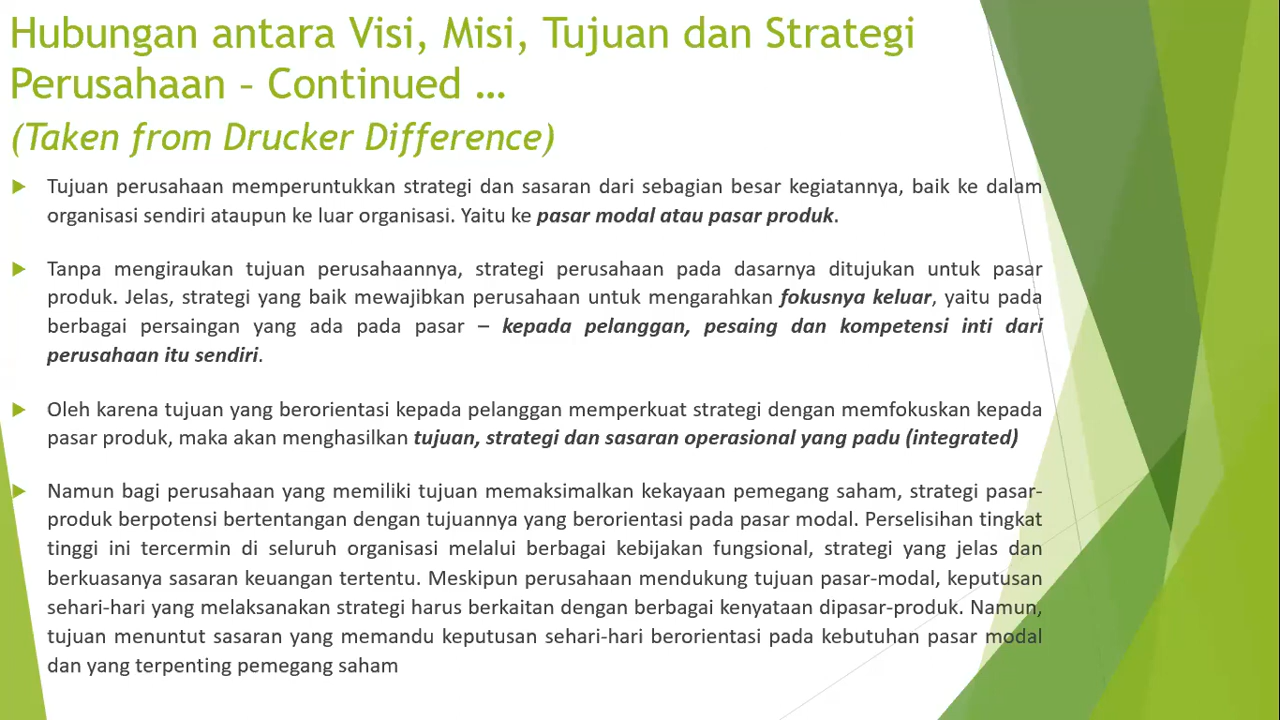 Hubungan antara Visi, Misi, Tujuan dan Strategi
Perusahaan – Continued …
(Taken from Drucker Difference)
Tujuan perusahaan memperuntukkan strategi dan sasaran dari sebagian besar kegiatannya, baik ke dalam
organisasi sendiri ataupun ke luar organisasi. Yaitu ke pasar modal atau pasar produk.
Tanpa mengiraukan tujuan perusahaannya, strategi perusahaan pada dasarnya ditujukan untuk pasar
produk. Jelas, strategi yang baik mewajibkan perusahaan untuk mengarahkan fokusnya keluar, yaitu pada
berbagai persaingan yang ada pada pasar – kepada pelanggan, pesaing dan kompetensi inti dari
perusahaan itu sendiri.
Oleh karena tujuan yang berorientasi kepada pelanggan memperkuat strategi dengan memfokuskan kepada
pasar produk, maka akan menghasilkan tujuan, strategi dan sasaran operasional yang padu (integrated)
Namun bagi perusahaan yang memiliki tujuan memaksimalkan kekayaan pemegang saham, strategi pasar-
produk berpotensi bertentangan dengan tujuannya yang berorientasi pada pasar modal. Perselisihan tingkat
tinggi ini tercermin di seluruh organisasi melalui berbagai kebijakan fungsional, strategi yang jelas dan
berkuasanya sasaran keuangan tertentu. Meskipun perusahaan mendukung tujuan pasar-modal, keputusan
sehari-hari yang melaksanakan strategi harus berkaitan dengan berbagai kenyataan dipasar-produk. Namun,
tujuan menuntut sasaran yang memandu keputusan sehari-hari berorientasi pada kebutuhan pasar modal
dan yang terpenting pemegang saham